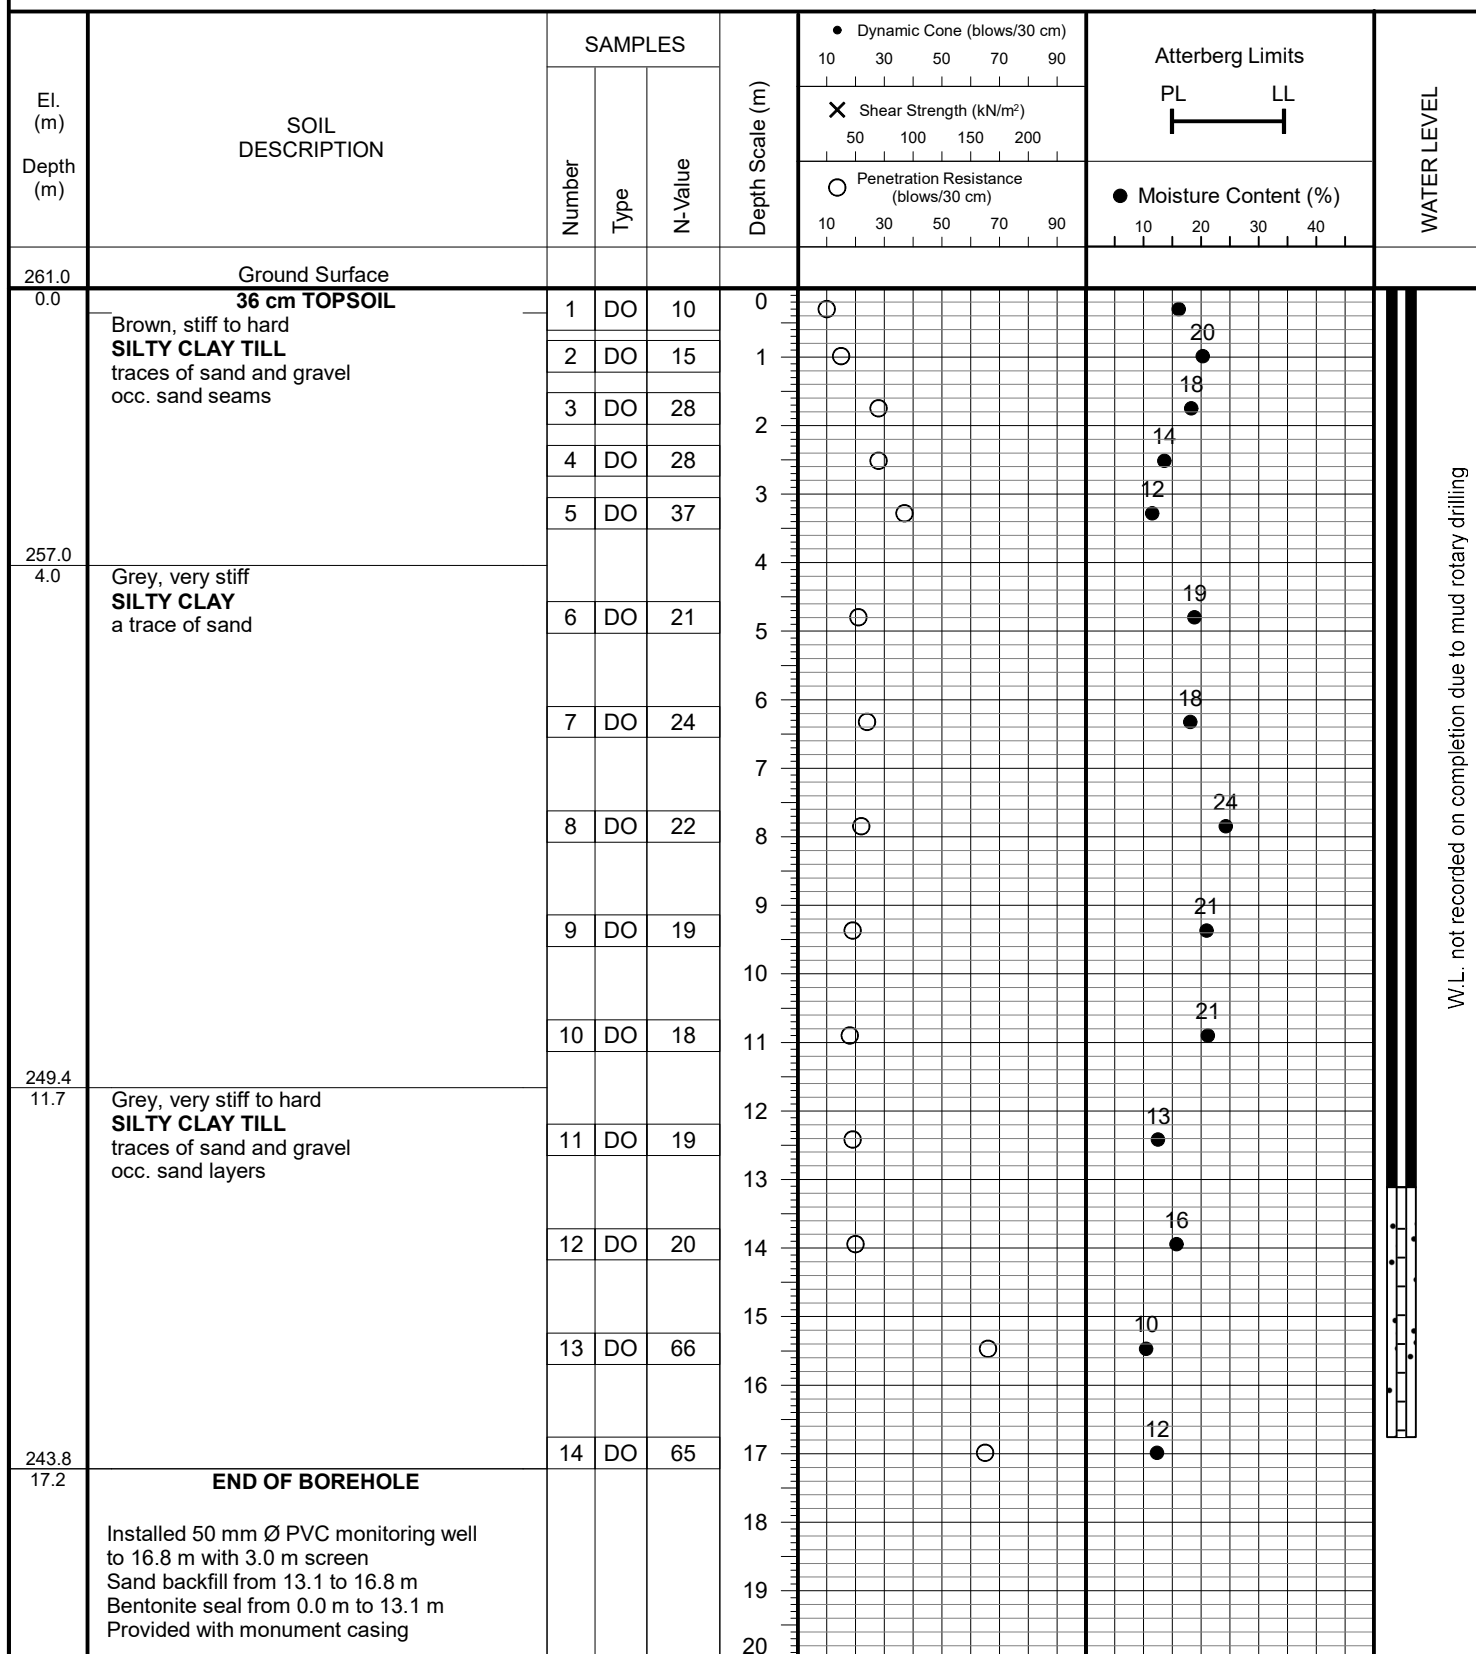 El.
(m)
Depth
(m)
SOIL
DESCRIPTION
SAMPLES
Number
Type
N-Value
Depth Scale (m)
● Dynamic Cone (blows/30 cm)
10 30 50 70 90
✕ Shear Strength (kN/m²)
50 100 150 200
○ Penetration Resistance
(blows/30 cm)
10 30 50 70 90
Atterberg Limits
PL LL
● Moisture Content (%)
10 20 30 40
WATER LEVEL
261.0 Ground Surface
0.0 36 cm TOPSOIL
Brown, stiff to hard
SILTY CLAY TILL
traces of sand and gravel
occ. sand seams
257.0
4.0 Grey, very stiff
SILTY CLAY
a trace of sand
249.4
11.7 Grey, very stiff to hard
SILTY CLAY TILL
traces of sand and gravel
occ. sand layers
243.8
17.2 END OF BOREHOLE
Installed 50 mm Ø PVC monitoring well
to 16.8 m with 3.0 m screen
Sand backfill from 13.1 to 16.8 m
Bentonite seal from 0.0 m to 13.1 m
Provided with monument casing
1 DO 10
2 DO 15
3 DO 28
4 DO 28
5 DO 37
6 DO 21
7 DO 24
8 DO 22
9 DO 19
10 DO 18
11 DO 19
12 DO 20
13 DO 66
14 DO 65
0
1
2
3
4
5
6
7
8
9
10
11
12
13
14
15
16
17
18
19
20
20
18
14
12
19
18
24
21
21
13
16
10
12
W.L. not recorded on completion due to mud rotary drilling